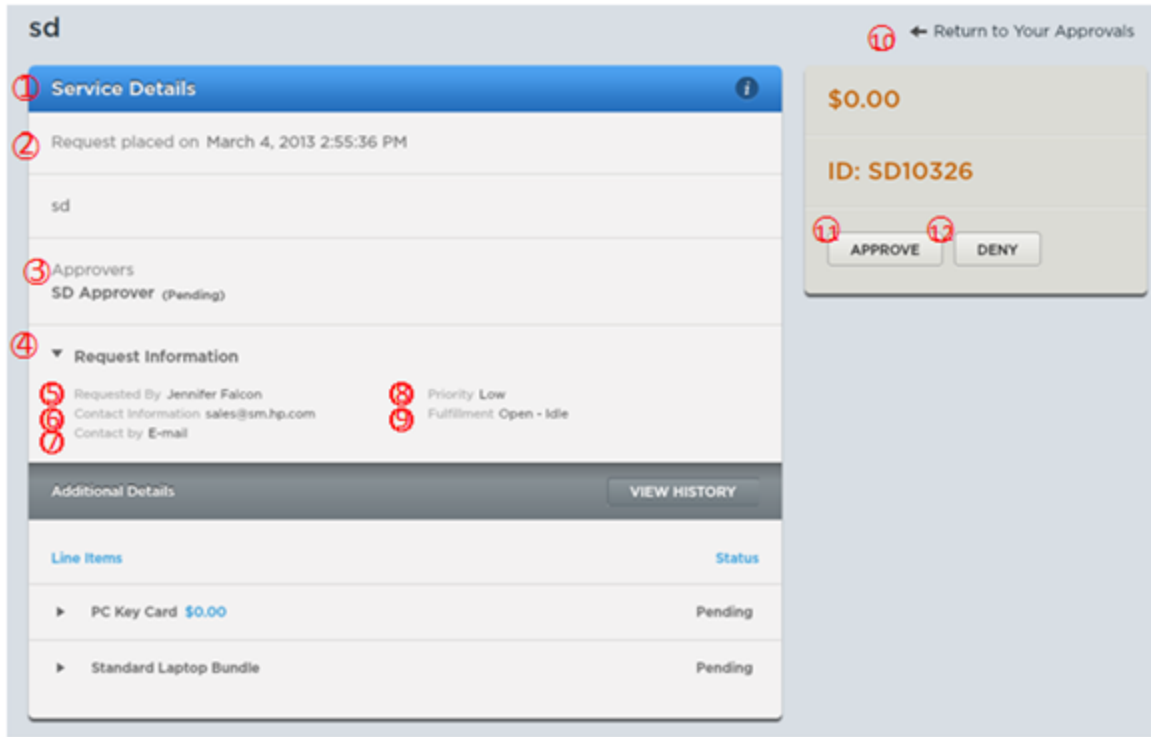 sd
⑩ ← Return to Your Approvals
① Service Details i
② Request placed on March 4, 2013 2:55:36 PM
sd
③ Approvers
SD Approver (Pending)
④ ▼ Request Information
⑤ Requested By Jennifer Falcon
⑥ Contact Information sales@sm.hp.com
⑦ Contact by E-mail
⑧ Priority Low
⑨ Fulfillment Open - Idle
Additional Details VIEW HISTORY
Line Items Status
▶ PC Key Card $0.00 Pending
▶ Standard Laptop Bundle Pending
$0.00
ID: SD10326
⑪ APPROVE ⑫ DENY